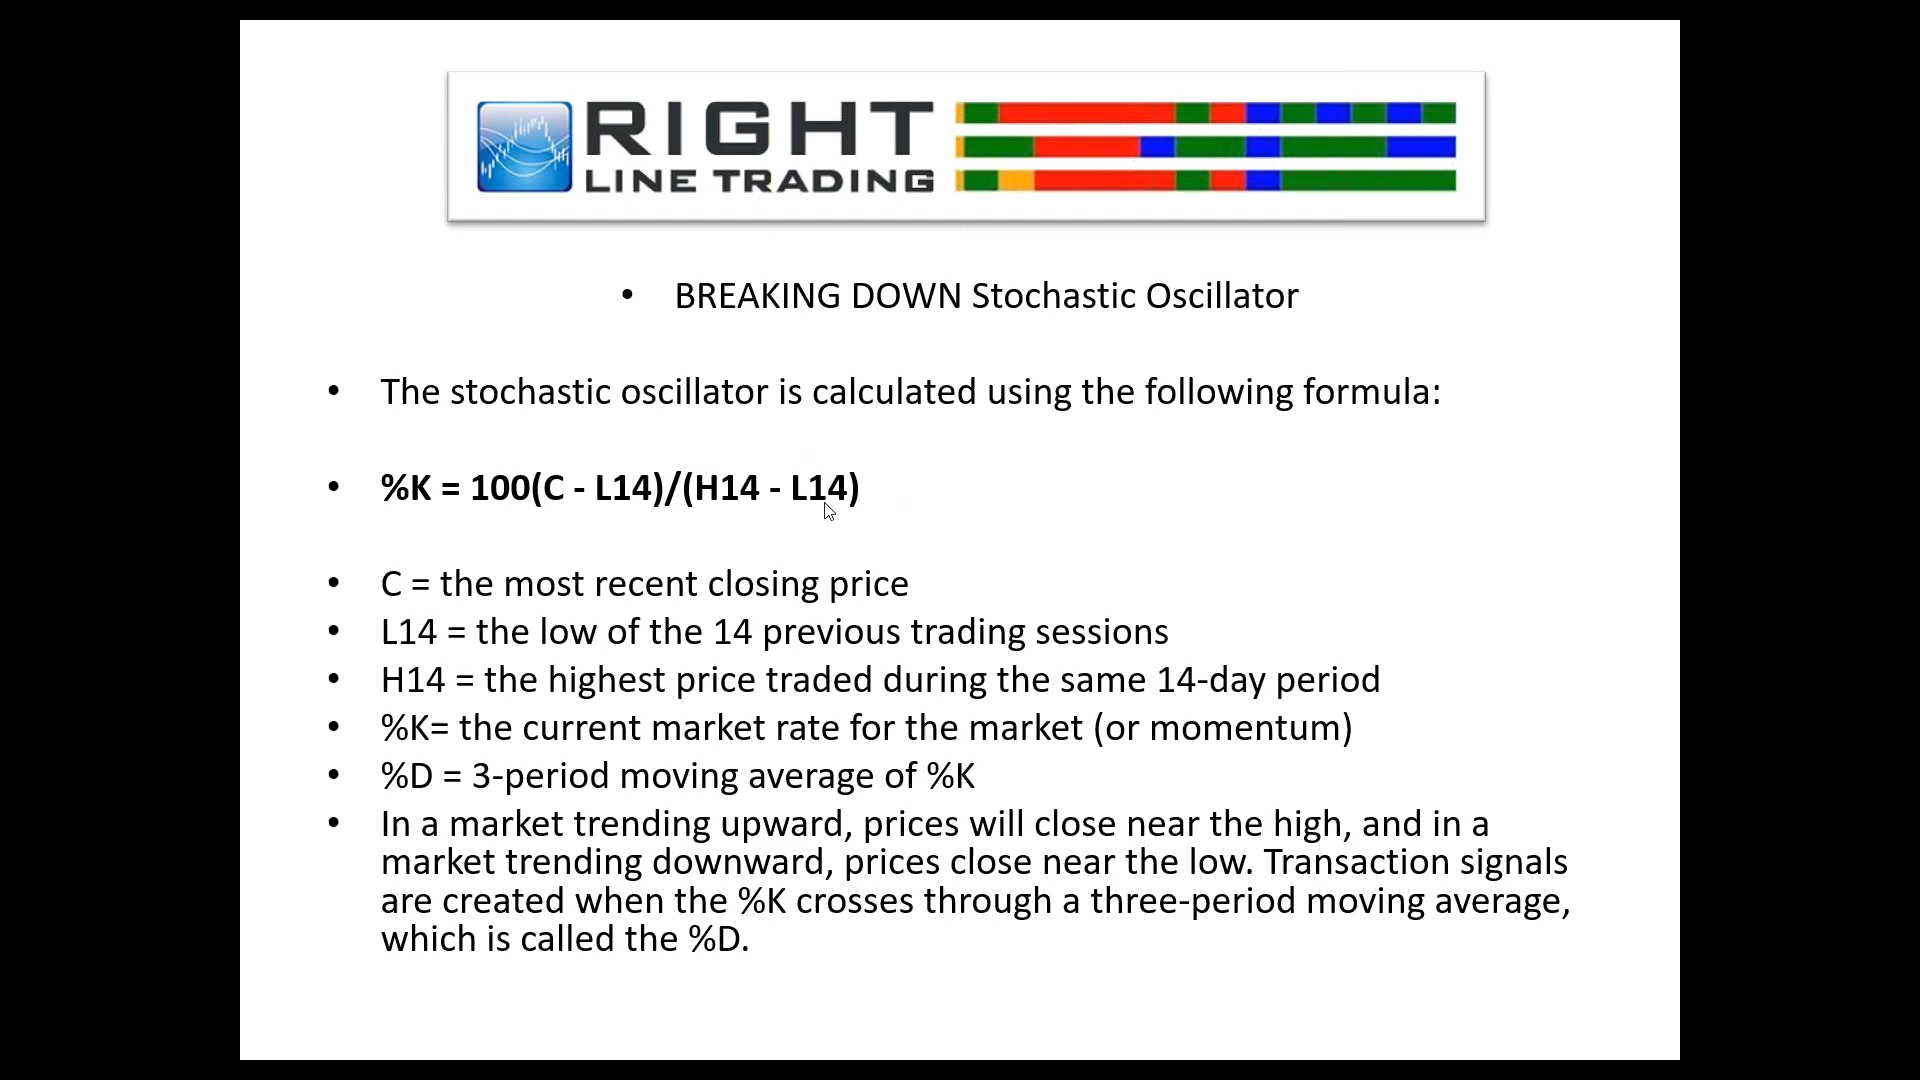 RIGHT
LINE TRADING
• BREAKING DOWN Stochastic Oscillator
• The stochastic oscillator is calculated using the following formula:
• %K = 100(C - L14)/(H14 - L14)
• C = the most recent closing price
• L14 = the low of the 14 previous trading sessions
• H14 = the highest price traded during the same 14-day period
• %K= the current market rate for the market (or momentum)
• %D = 3-period moving average of %K
• In a market trending upward, prices will close near the high, and in a
market trending downward, prices close near the low. Transaction signals
are created when the %K crosses through a three-period moving average,
which is called the %D.